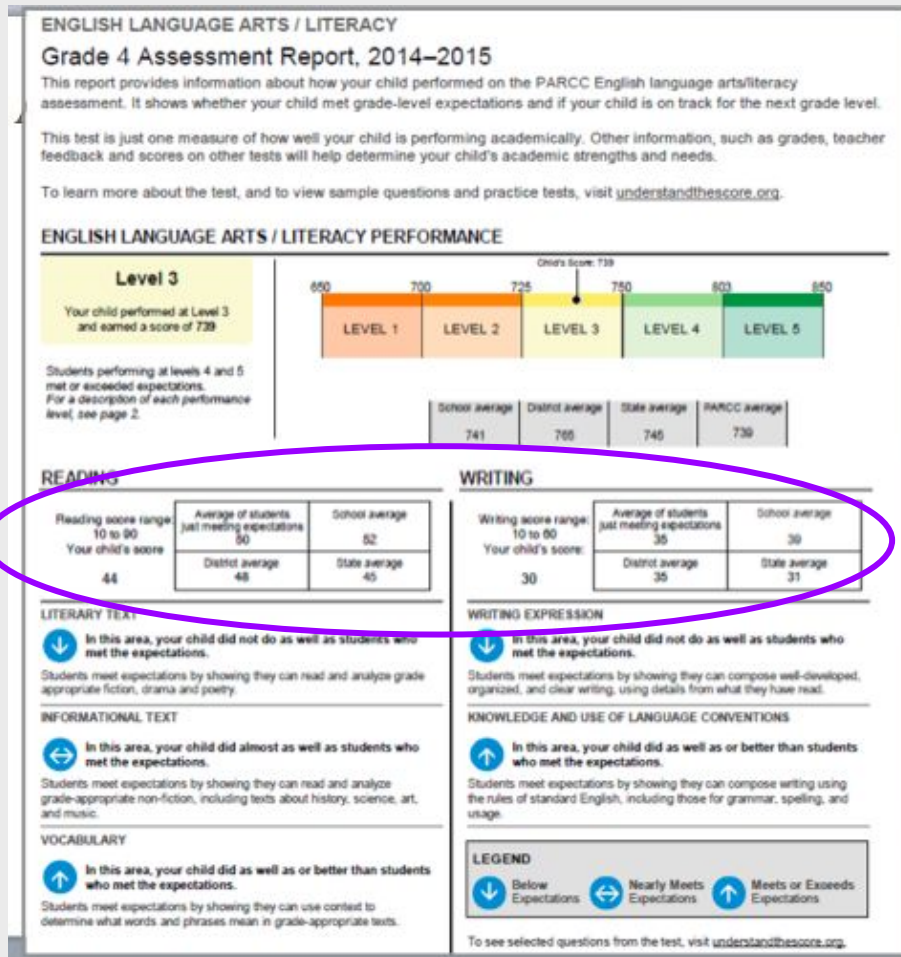 ENGLISH LANGUAGE ARTS / LITERACY
Grade 4 Assessment Report, 2014–2015
This report provides information about how your child performed on the PARCC English language arts/literacy
assessment. It shows whether your child met grade-level expectations and if your child is on track for the next grade level.
This test is just one measure of how well your child is performing academically. Other information, such as grades, teacher
feedback and scores on other tests will help determine your child's academic strengths and needs.
To learn more about the test, and to view sample questions and practice tests, visit understandthescore.org.
ENGLISH LANGUAGE ARTS / LITERACY PERFORMANCE
Level 3
Your child performed at Level 3
and earned a score of 739
Students performing at levels 4 and 5
met or exceeded expectations.
For a description of each performance
level, see page 2.
Child's Score: 739
650 700 725 750 803 850
LEVEL 1 LEVEL 2 LEVEL 3 LEVEL 4 LEVEL 5
School average District average State average PARCC average
741 765 745 739
READING
Reading score range:
10 to 90
Your child's score
44
Average of students
just meeting expectations
50
School average
52
District average
48
State average
45
LITERARY TEXT
In this area, your child did not do as well as students who
met the expectations.
Students meet expectations by showing they can read and analyze grade
appropriate fiction, drama and poetry.
INFORMATIONAL TEXT
In this area, your child did almost as well as students who
met the expectations.
Students meet expectations by showing they can read and analyze
grade-appropriate non-fiction, including texts about history, science, art,
and music.
VOCABULARY
In this area, your child did as well as or better than students
who met the expectations.
Students meet expectations by showing they can use context to
determine what words and phrases mean in grade-appropriate texts.
WRITING
Writing score range:
10 to 60
Your child's score:
30
Average of students
just meeting expectations
35
School average
39
District average
35
State average
31
WRITING EXPRESSION
In this area, your child did not do as well as students who
met the expectations.
Students meet expectations by showing they can compose well-developed,
organized, and clear writing, using details from what they have read.
KNOWLEDGE AND USE OF LANGUAGE CONVENTIONS
In this area, your child did as well as or better than students
who met the expectations.
Students meet expectations by showing they can compose writing using
the rules of standard English, including those for grammar, spelling, and
usage.
LEGEND
Below
Expectations
Nearly Meets
Expectations
Meets or Exceeds
Expectations
To see selected questions from the test, visit understandthescore.org.